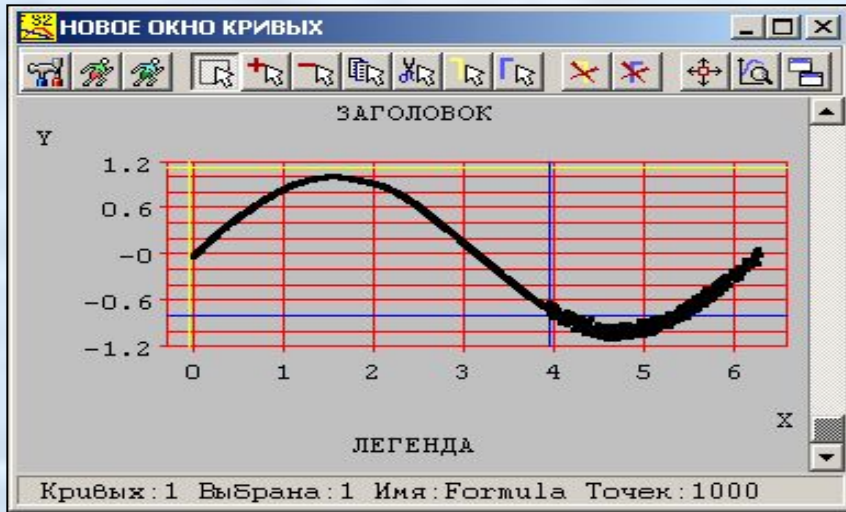 32
НОВОЕ ОКНО КРИВЫХ
ЗАГОЛОВОК
Y
1.2
0.6
-0
-0.6
-1.2
0 1 2 3 4 5 6
X
ЛЕГЕНДА
Кривых:1 Выбрана:1 Имя:Formula Точек:1000